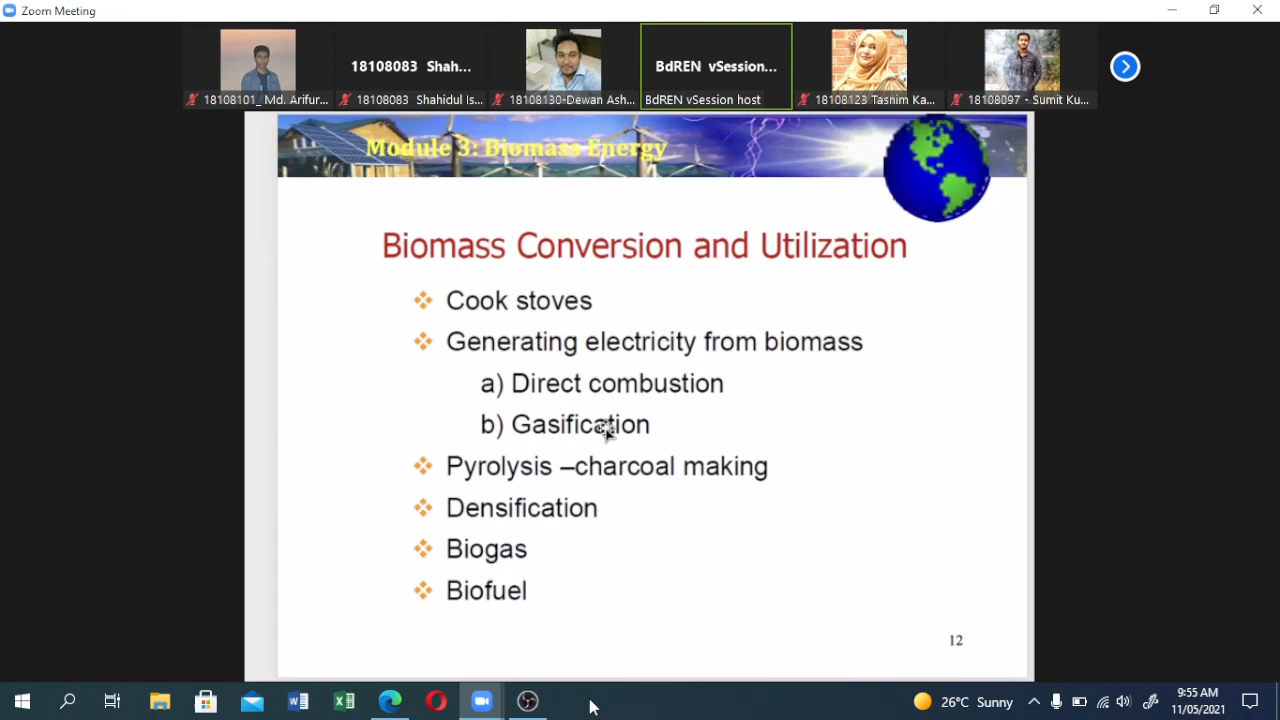 Zoom Meeting
18108083 Shah...
BdREN vSession...
18108101_ Md. Arifur...
18108083 Shahidul Is...
18108130-Dewan Ash...
BdREN vSession host
18108123 Tasnim Ka...
18108097 - Sumit Ku...
Module 3: Biomass Energy
Biomass Conversion and Utilization
Cook stoves
Generating electricity from biomass
a) Direct combustion
b) Gasification
Pyrolysis –charcoal making
Densification
Biogas
Biofuel
12
26°C Sunny
9:55 AM
11/05/2021